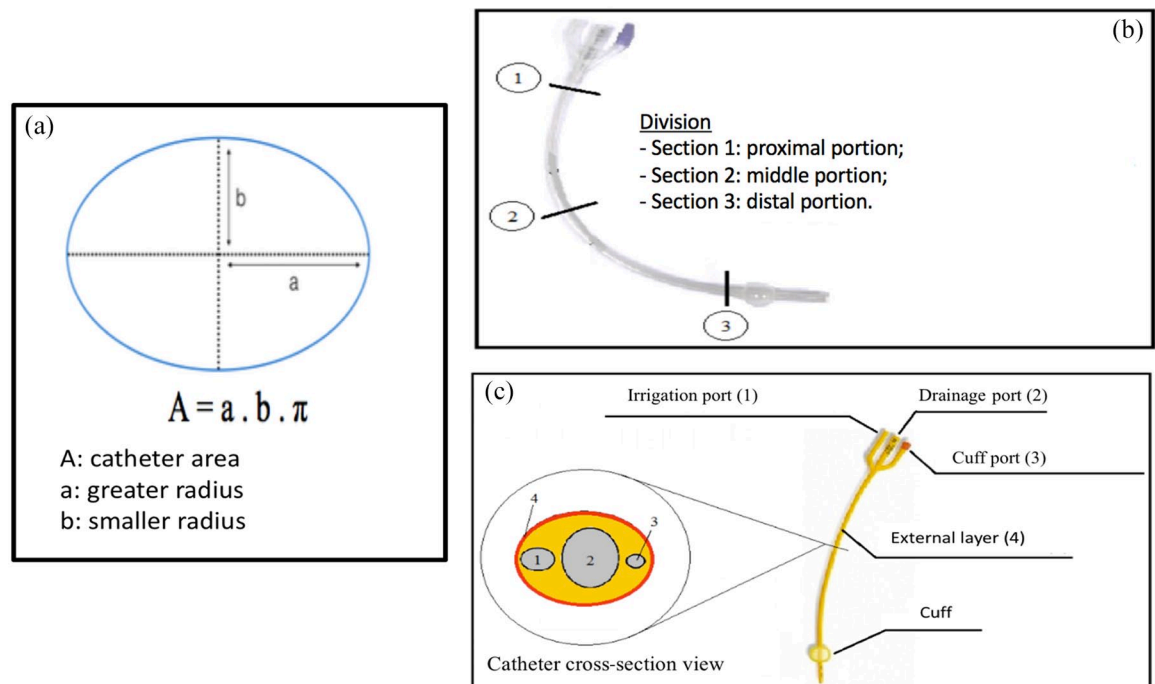 (a)
b
a
A = a . b . π
A: catheter area
a: greater radius
b: smaller radius
(b)
1
Division
- Section 1: proximal portion;
- Section 2: middle portion;
- Section 3: distal portion.
2
3
(c)
Irrigation port (1)
Drainage port (2)
Cuff port (3)
4
3
1
2
External layer (4)
Cuff
Catheter cross-section view